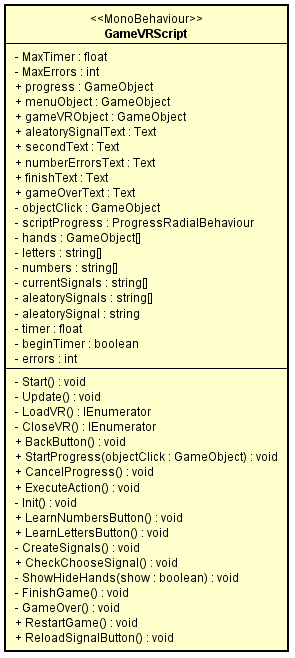 <<MonoBehaviour>>
GameVRScript
- MaxTimer : float
- MaxErrors : int
+ progress : GameObject
+ menuObject : GameObject
+ gameVRObject : GameObject
+ aleatorySignalText : Text
+ secondText : Text
+ numberErrorsText : Text
+ finishText : Text
+ gameOverText : Text
- objectClick : GameObject
- scriptProgress : ProgressRadialBehaviour
- hands : GameObject[]
- letters : string[]
- numbers : string[]
- currentSignals : string[]
- aleatorySignals : string[]
- aleatorySignal : string
- timer : float
- beginTimer : boolean
- errors : int
- Start() : void
- Update() : void
- LoadVR() : IEnumerator
- CloseVR() : IEnumerator
+ BackButton() : void
+ StartProgress(objectClick : GameObject) : void
+ CancelProgress() : void
+ ExecuteAction() : void
- Init() : void
+ LearnNumbersButton() : void
+ LearnLettersButton() : void
- CreateSignals() : void
+ CheckChooseSignal() : void
- ShowHideHands(show : boolean) : void
- FinishGame() : void
- GameOver() : void
+ RestartGame() : void
+ ReloadSignalButton() : void